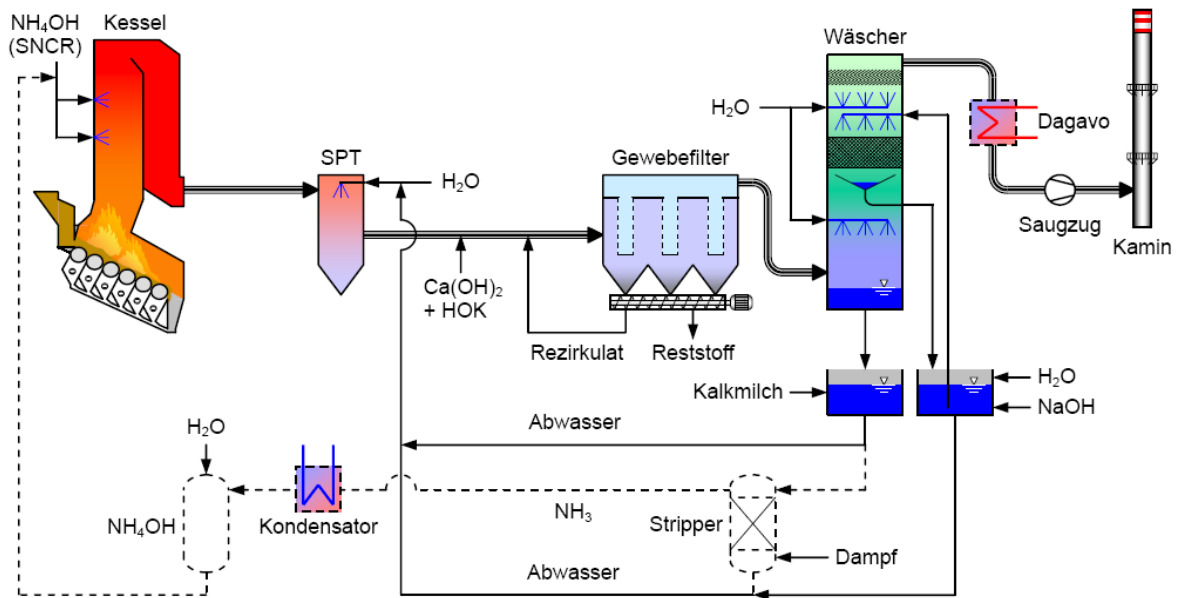 NH₄OH
(SNCR)
Kessel
Wäscher
H₂O
Dagavo
SPT
H₂O
Gewebefilter
Saugzug
Kamin
Ca(OH)₂
+ HOK
Rezirkulat
Reststoff
Kalkmilch
H₂O
NaOH
Abwasser
H₂O
NH₄OH
Kondensator
NH₃
Stripper
Dampf
Abwasser